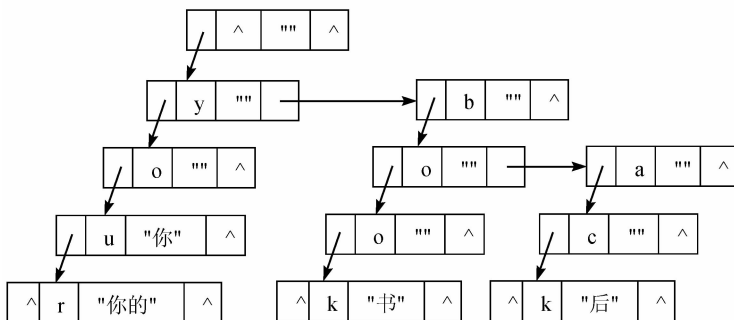 ^ "" ^
y "" b "" ^
o "" ^ o "" a "" ^
u "你" ^ o "" ^ c "" ^
^ r "你的" ^ ^ k "书" ^ ^ k "后" ^